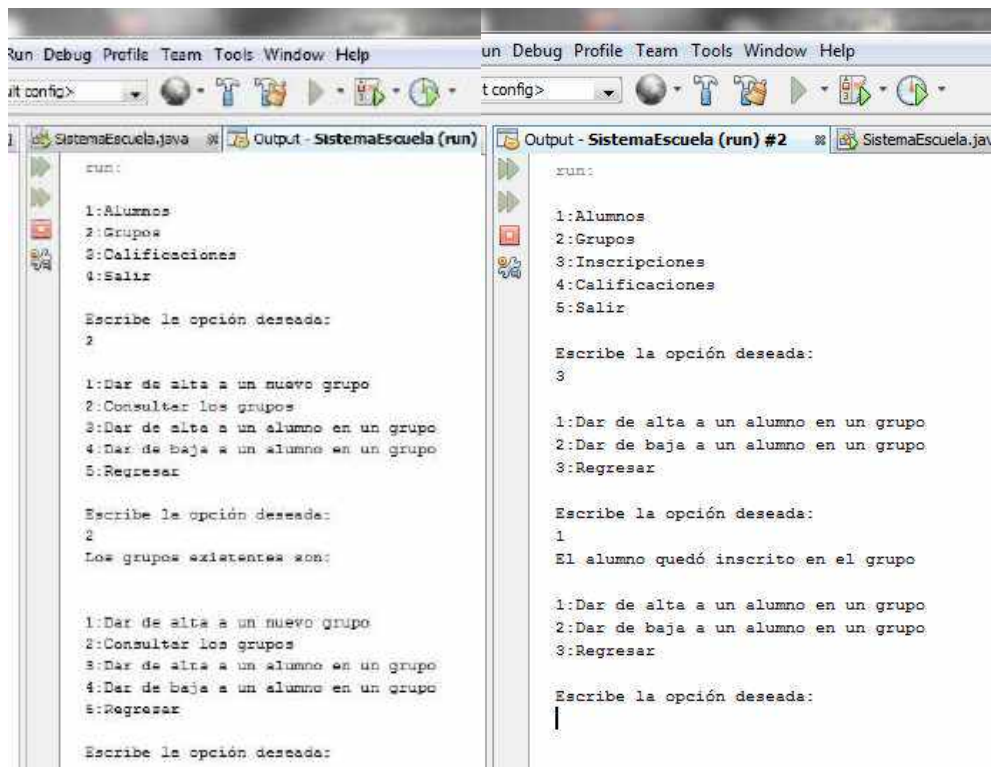 Run Debug Profile Team Tools Window Help
ult config>
SistemaEscuela.java Output - SistemaEscuela (run)
run:
1:Alumnos
2:Grupos
3:Calificaciones
4:Salir
Escribe la opción deseada:
2
1:Dar de alta a un nuevo grupo
2:Consultar los grupos
3:Dar de alta a un alumno en un grupo
4:Dar de baja a un alumno en un grupo
5:Regresar
Escribe la opción deseada:
2
Los grupos existentes son:
1:Dar de alta a un nuevo grupo
2:Consultar los grupos
3:Dar de alta a un alumno en un grupo
4:Dar de baja a un alumno en un grupo
5:Regresar
Escribe la opción deseada:
un Debug Profile Team Tools Window Help
t config>
Output - SistemaEscuela (run) #2 SistemaEscuela.jav
run:
1:Alumnos
2:Grupos
3:Inscripciones
4:Calificaciones
5:Salir
Escribe la opción deseada:
3
1:Dar de alta a un alumno en un grupo
2:Dar de baja a un alumno en un grupo
3:Regresar
Escribe la opción deseada:
1
El alumno quedó inscrito en el grupo
1:Dar de alta a un alumno en un grupo
2:Dar de baja a un alumno en un grupo
3:Regresar
Escribe la opción deseada: